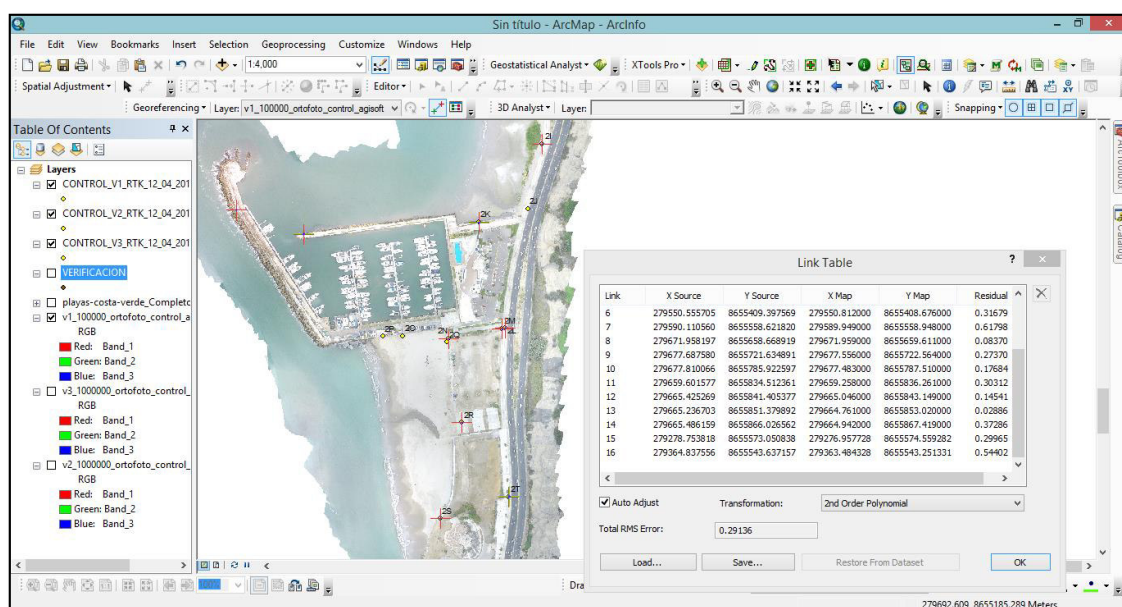 Sin título - ArcMap - ArcInfo
File Edit View Bookmarks Insert Selection Geoprocessing Customize Windows Help
1:4,000 Geostatistical Analyst XTools Pro
Spatial Adjustment Editor
Georeferencing Layer: v1_100000_ortofoto_control_agisoft 3D Analyst Layer: Snapping
Table Of Contents
Layers
CONTROL_V1_RTK_12_04_201
CONTROL_V2_RTK_12_04_201
CONTROL_V3_RTK_12_04_201
VERIFICACION
playas-costa-verde_Completo
v1_100000_ortofoto_control_a
RGB
Red: Band_1
Green: Band_2
Blue: Band_3
v3_1000000_ortofoto_control_
RGB
Red: Band_1
Green: Band_2
Blue: Band_3
v2_1000000_ortofoto_control_
RGB
Red: Band_1
Green: Band_2
Blue: Band_3
2I
2J
2K
2M
2L
2P
2O
2N
2Q
2R
2T
2S
Catalog
Link Table
Link X Source Y Source X Map Y Map Residual
6 279550.555705 8655409.397569 279550.812000 8655408.676000 0.31679
7 279590.110560 8655558.621820 279589.949000 8655558.948000 0.61798
8 279671.958197 8655658.668919 279671.959000 8655659.611000 0.08370
9 279677.687580 8655721.634891 279677.556000 8655722.564000 0.27370
10 279677.810066 8655785.922597 279677.483000 8655787.510000 0.17684
11 279659.601577 8655834.512361 279659.258000 8655836.261000 0.30312
12 279665.425269 8655841.405377 279665.046000 8655843.149000 0.14541
13 279665.236703 8655851.379892 279664.761000 8655853.020000 0.02886
14 279665.486159 8655866.026562 279664.942000 8655867.419000 0.37286
15 279278.753818 8655573.050838 279276.957728 8655574.559282 0.29965
16 279364.837556 8655543.637157 279363.484328 8655543.251331 0.54402
Auto Adjust Transformation: 2nd Order Polynomial
Total RMS Error: 0.29136
Load... Save... Restore From Dataset OK
100%
Dra
279692.609 8655185.289 Meters